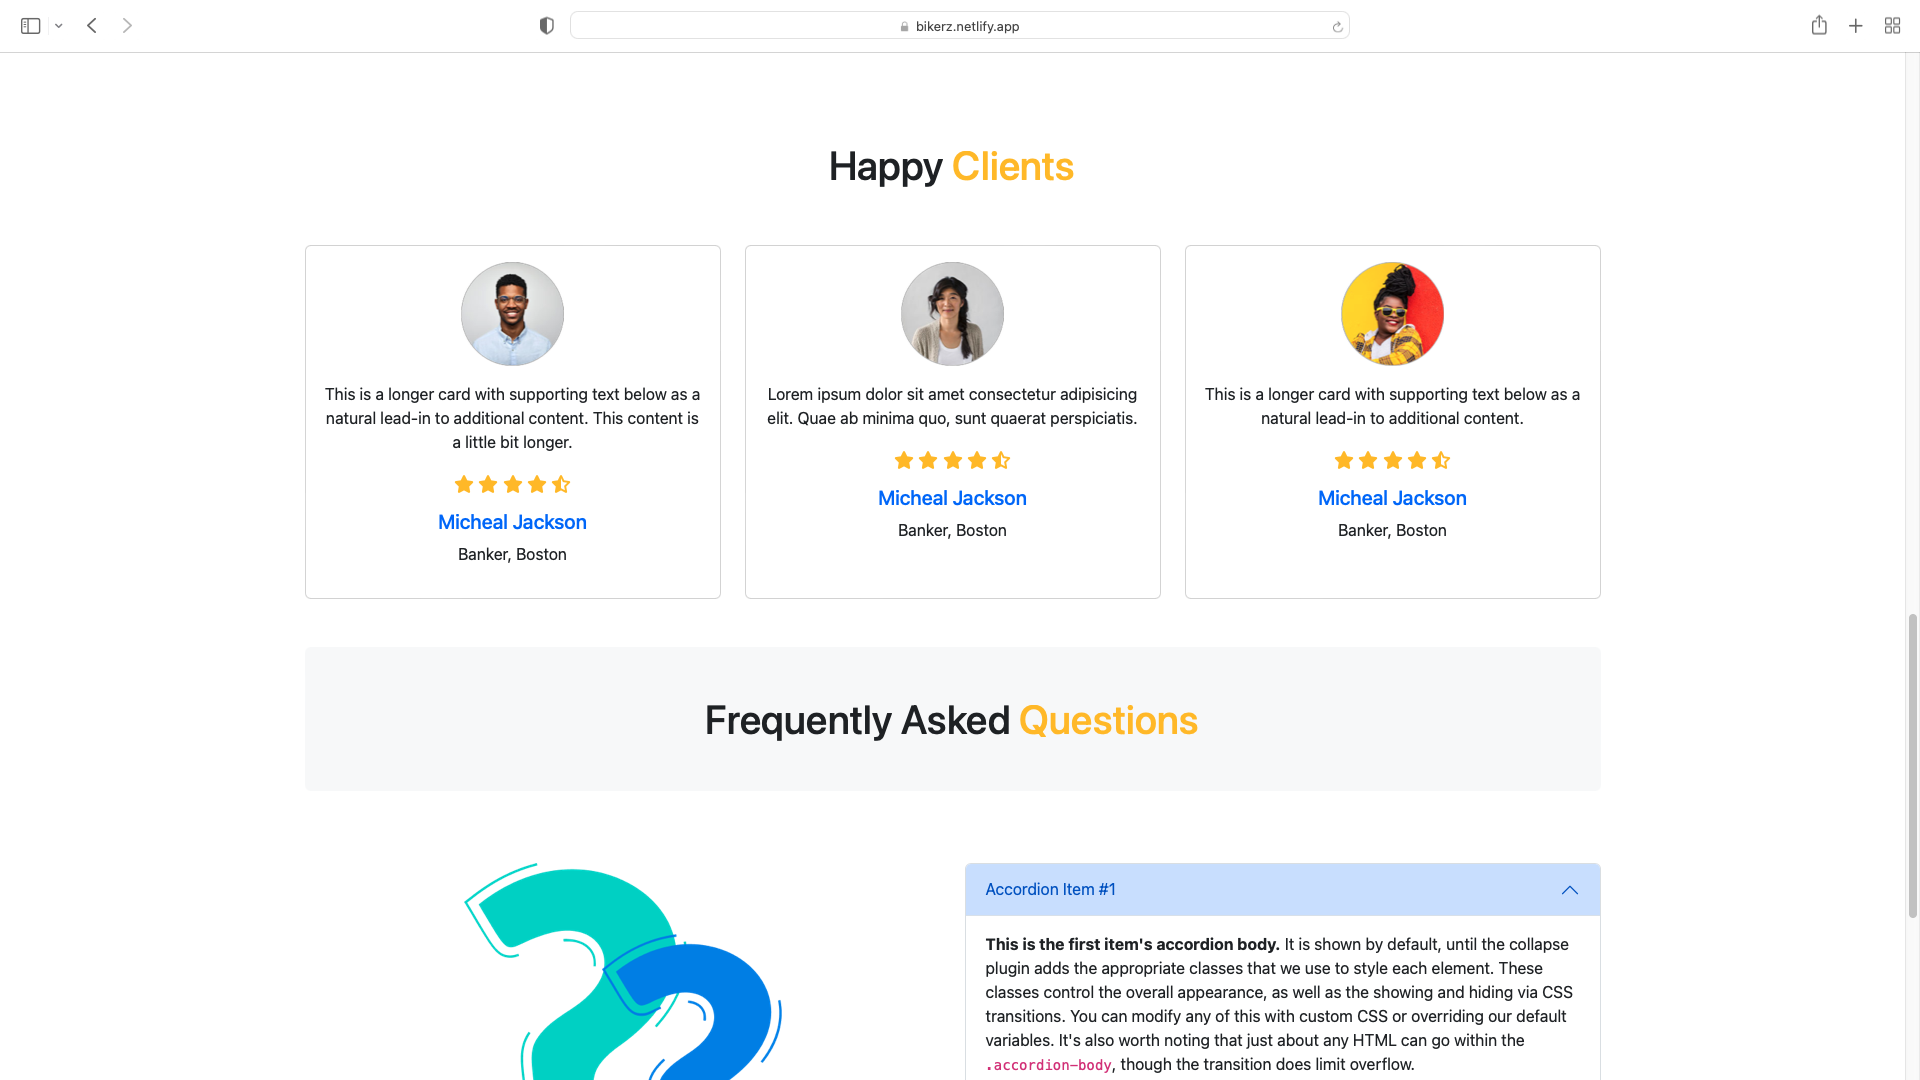 bikerz.netlify.app
Happy Clients
This is a longer card with supporting text below as a
natural lead-in to additional content. This content is
a little bit longer.
Micheal Jackson
Banker, Boston
Lorem ipsum dolor sit amet consectetur adipisicing
elit. Quae ab minima quo, sunt quaerat perspiciatis.
Micheal Jackson
Banker, Boston
This is a longer card with supporting text below as a
natural lead-in to additional content.
Micheal Jackson
Banker, Boston
Frequently Asked Questions
Accordion Item #1
This is the first item's accordion body. It is shown by default, until the collapse
plugin adds the appropriate classes that we use to style each element. These
classes control the overall appearance, as well as the showing and hiding via CSS
transitions. You can modify any of this with custom CSS or overriding our default
variables. It's also worth noting that just about any HTML can go within the
.accordion-body, though the transition does limit overflow.